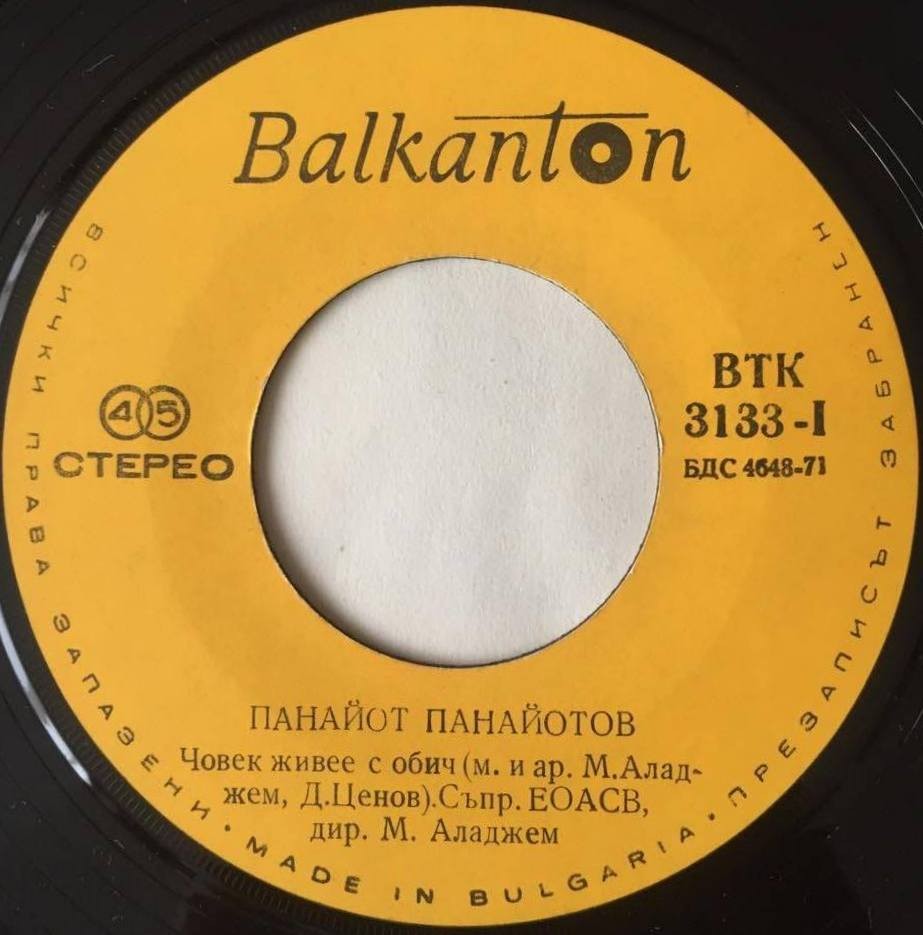 Balkanton
45
СТЕРЕО
ВТК
3133-I
БДС 4648-71
ПАНАЙОТ ПАНАЙОТОВ
Човек живее с обич (м. и ар. М.Алад-
жем, Д.Ценов).Съпр. ЕОАСВ,
дир. М. Аладжем
ВСИЧКИ ПРАВА ЗАПАЗЕНИ · MADE IN BULGARIA · ПРЕЗАПИСЪТ ЗАБРАНЕН